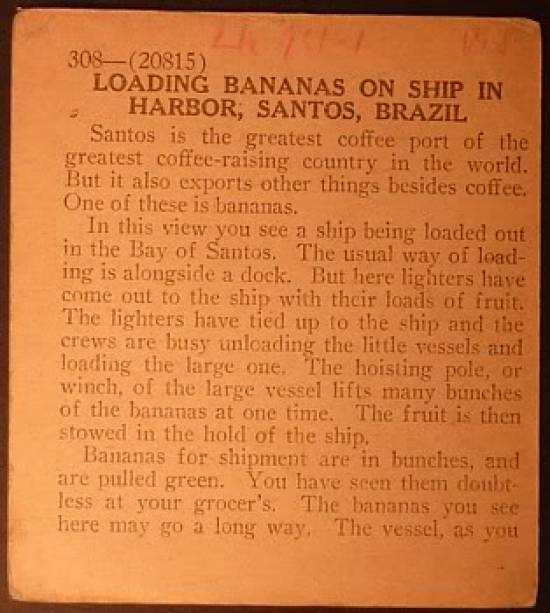 308—(20815)
LOADING BANANAS ON SHIP IN
HARBOR, SANTOS, BRAZIL
Santos is the greatest coffee port of the
greatest coffee-raising country in the world.
But it also exports other things besides coffee.
One of these is bananas.
In this view you see a ship being loaded out
in the Bay of Santos. The usual way of load-
ing is alongside a dock. But here lighters have
come out to the ship with their loads of fruit.
The lighters have tied up to the ship and the
crews are busy unloading the little vessels and
loading the large one. The hoisting pole, or
winch, of the large vessel lifts many bunches
of the bananas at one time. The fruit is then
stowed in the hold of the ship.
Bananas for shipment are in bunches, and
are pulled green. You have seen them doubt-
less at your grocer's. The bananas you see
here may go a long way. The vessel, as you